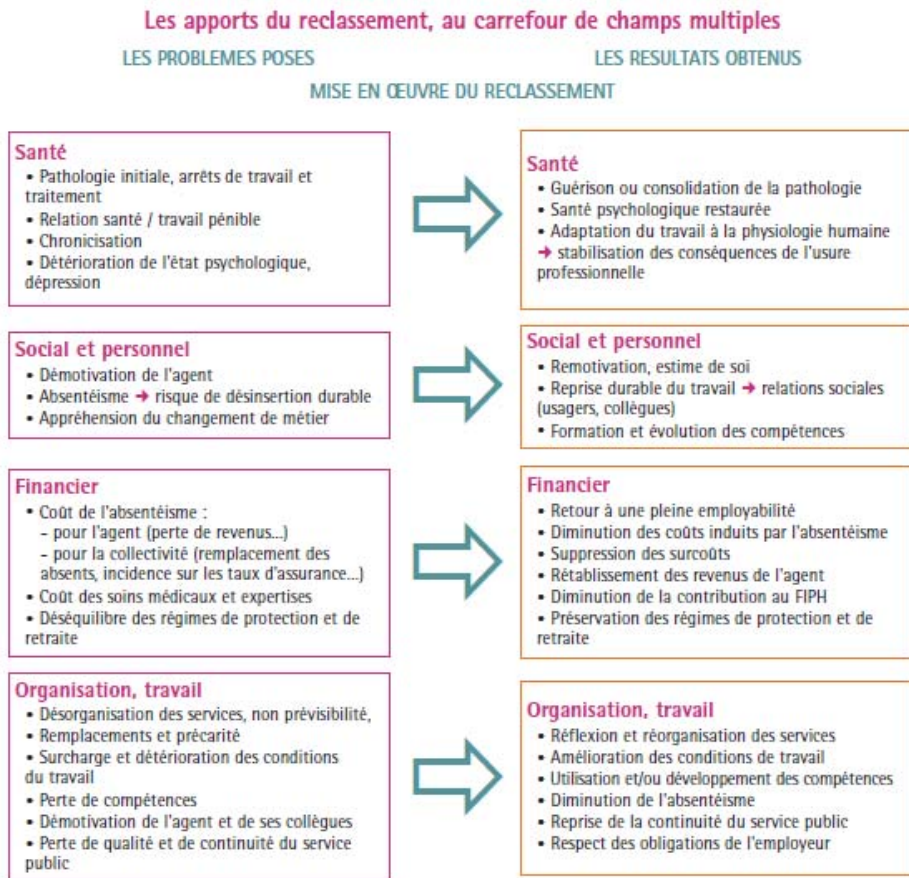 Les apports du reclassement, au carrefour de champs multiples
LES PROBLEMES POSES
LES RESULTATS OBTENUS
MISE EN ŒUVRE DU RECLASSEMENT
Santé
• Pathologie initiale, arrêts de travail et
traitement
• Relation santé / travail pénible
• Chronicisation
• Détérioration de l'état psychologique,
dépression
Santé
• Guérison ou consolidation de la pathologie
• Santé psychologique restaurée
• Adaptation du travail à la physiologie humaine
➔ stabilisation des conséquences de l'usure
professionnelle
Social et personnel
• Démotivation de l'agent
• Absentéisme ➔ risque de désinsertion durable
• Appréhension du changement de métier
Social et personnel
• Remotivation, estime de soi
• Reprise durable du travail ➔ relations sociales
(usagers, collègues)
• Formation et évolution des compétences
Financier
• Coût de l'absentéisme :
- pour l'agent (perte de revenus...)
- pour la collectivité (remplacement des
absents, incidence sur les taux d'assurance...)
• Coût des soins médicaux et expertises
• Déséquilibre des régimes de protection et de
retraite
Financier
• Retour à une pleine employabilité
• Diminution des coûts induits par l'absentéisme
• Suppression des surcoûts
• Rétablissement des revenus de l'agent
• Diminution de la contribution au FIPH
• Préservation des régimes de protection et de
retraite
Organisation, travail
• Désorganisation des services, non prévisibilité,
• Remplacements et précarité
• Surcharge et détérioration des conditions
du travail
• Perte de compétences
• Démotivation de l'agent et de ses collègues
• Perte de qualité et de continuité du service
public
Organisation, travail
• Réflexion et réorganisation des services
• Amélioration des conditions de travail
• Utilisation et/ou développement des compétences
• Diminution de l'absentéisme
• Reprise de la continuité du service public
• Respect des obligations de l'employeur